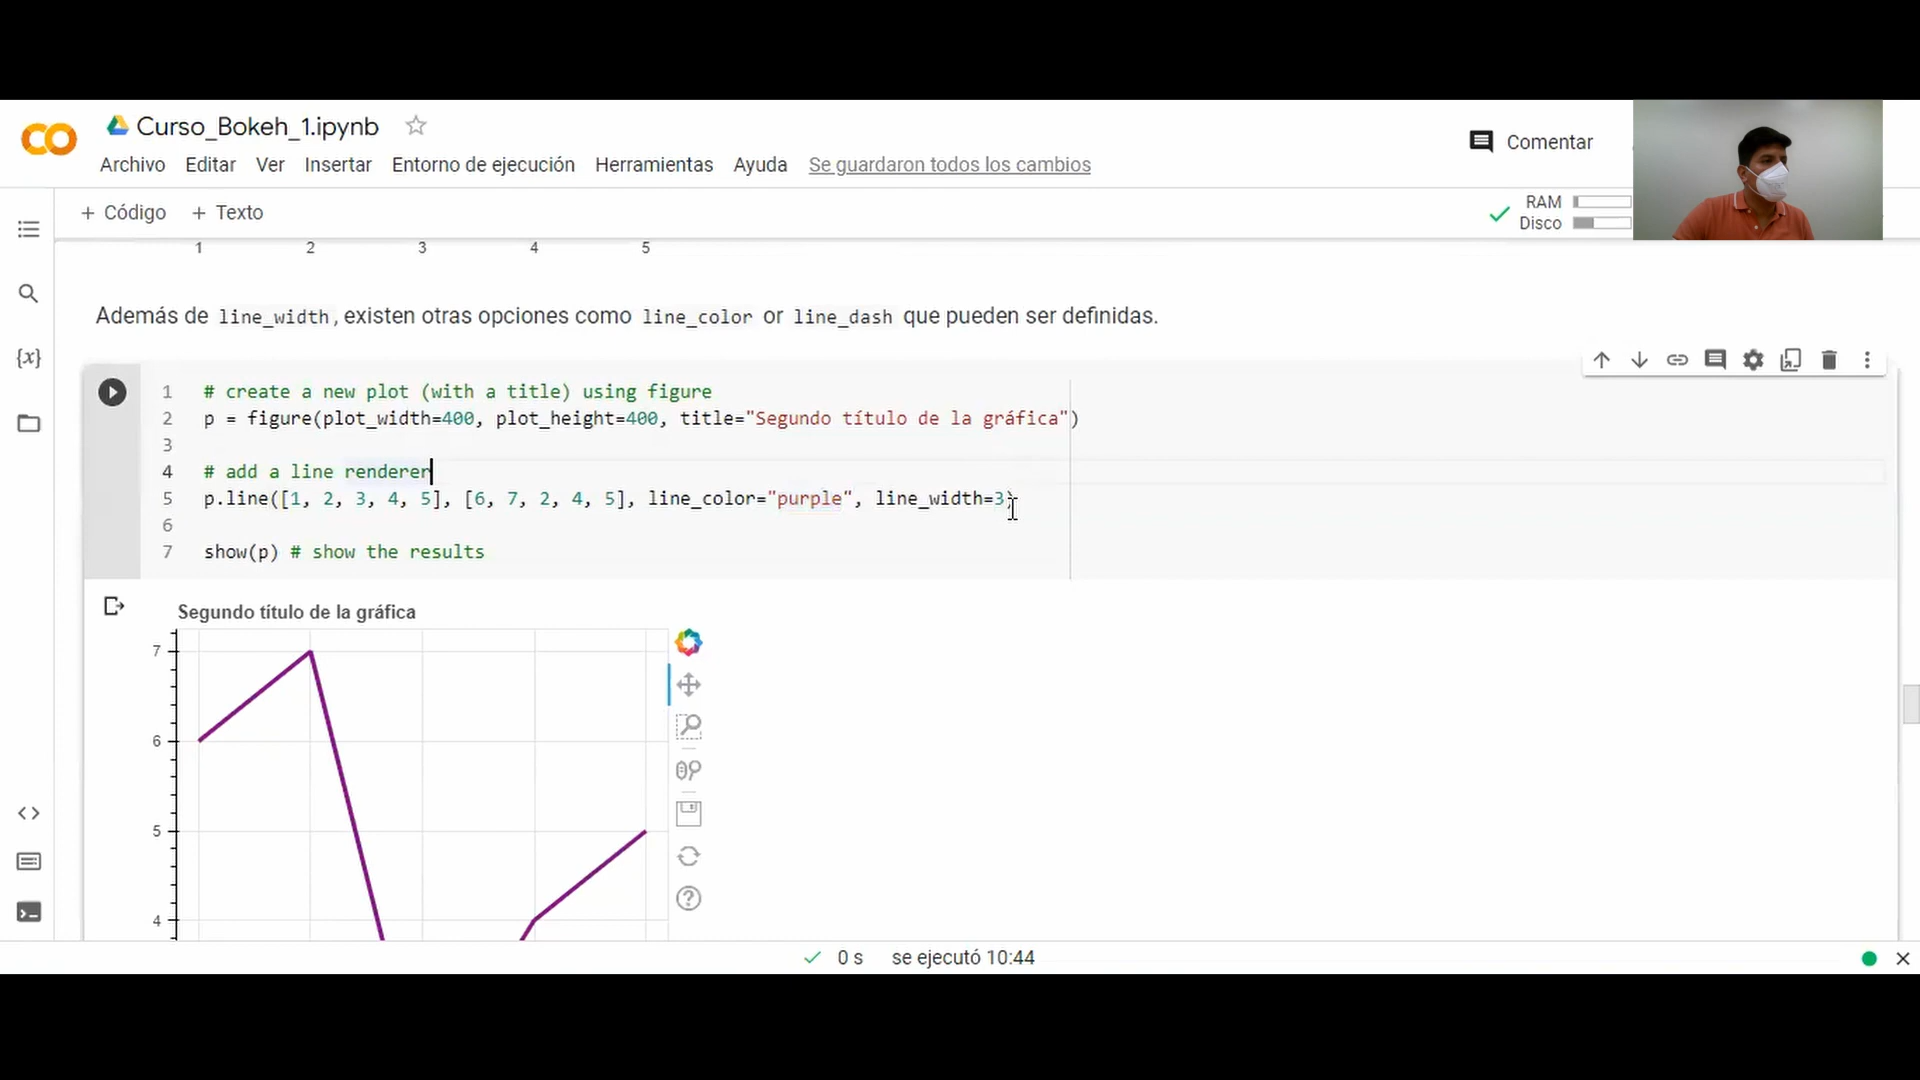 Curso_Bokeh_1.ipynb
Comentar
Archivo Editar Ver Insertar Entorno de ejecución Herramientas Ayuda Se guardaron todos los cambios
+ Código + Texto
RAM
Disco
1 2 3 4 5
Además de line_width, existen otras opciones como line_color or line_dash que pueden ser definidas.
{x}
1 # create a new plot (with a title) using figure
2 p = figure(plot_width=400, plot_height=400, title="Segundo título de la gráfica")
3
4 # add a line renderer
5 p.line([1, 2, 3, 4, 5], [6, 7, 2, 4, 5], line_color="purple", line_width=3)
6
7 show(p) # show the results
Segundo título de la gráfica
7
6
5
4
0 s se ejecutó 10:44